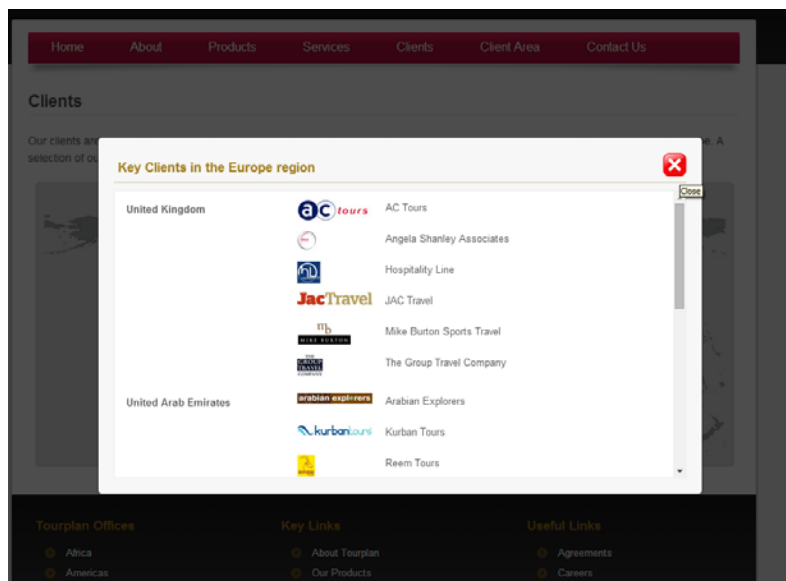 Home About Products Services Clients Client Area Contact Us
Clients
Our clients are
ne. A
selection of ou
Key Clients in the Europe region
Close
United Kingdom
ac tours AC Tours
Angela Shanley Associates
Hospitality Line
JacTravel JAC Travel
mb
MIKE BURTON Mike Burton Sports Travel
THE
GROUP
TRAVEL
COMPANY The Group Travel Company
United Arab Emirates
arabian explorers Arabian Explorers
kurbantours Kurban Tours
Reem Tours
Tourplan Offices Key Links Useful Links
Africa About Tourplan Agreements
Americas Our Products Careers